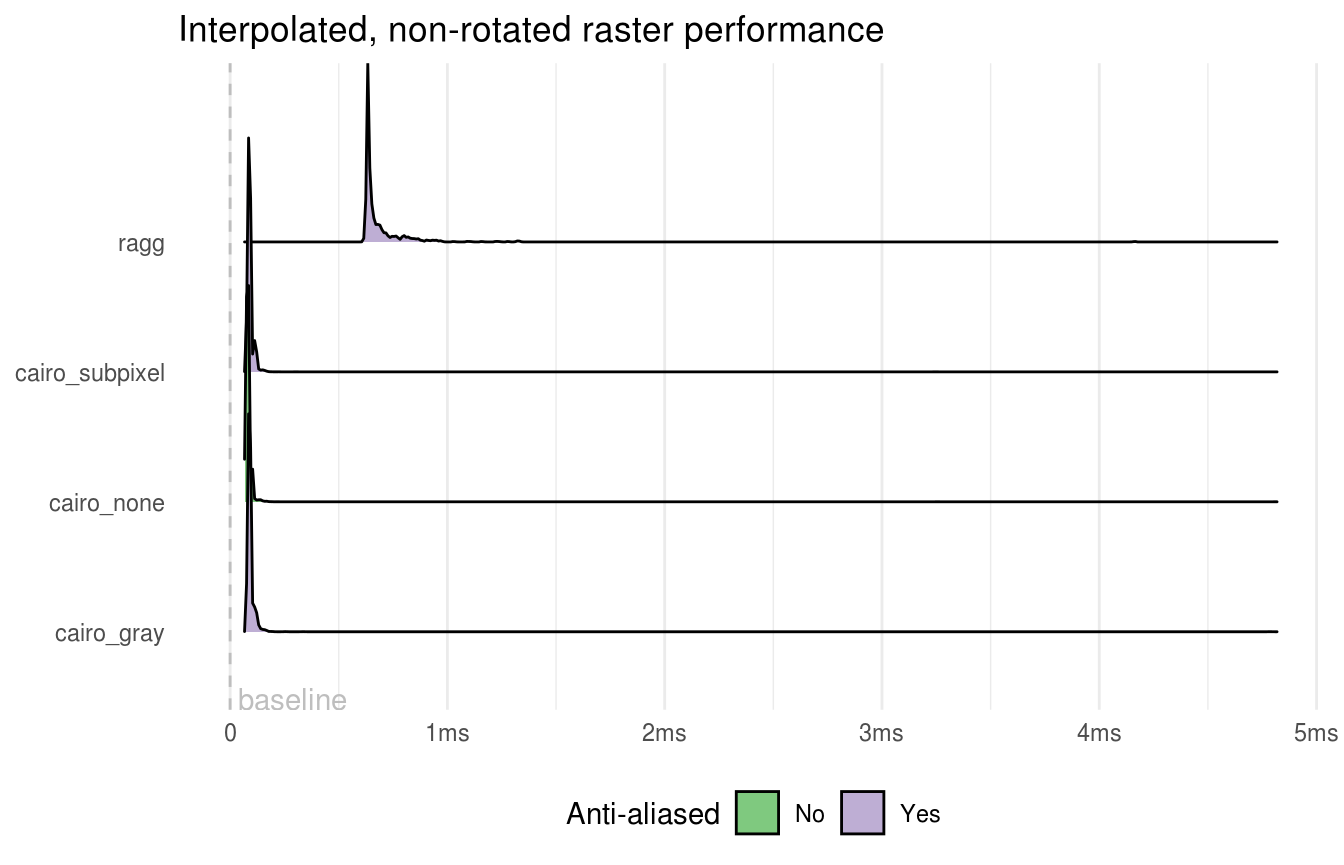 Interpolated, non-rotated raster performance
ragg
cairo_subpixel
cairo_none
cairo_gray
baseline
0 1ms 2ms 3ms 4ms 5ms
Anti-aliased No Yes